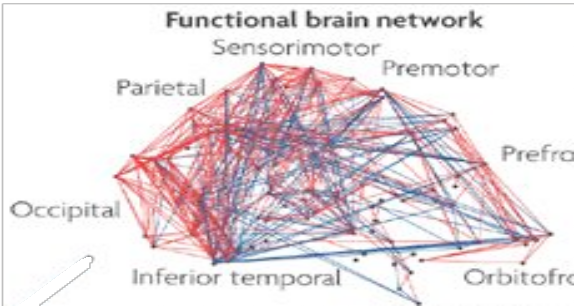 Functional brain network
Sensorimotor
Premotor
Parietal
Prefro
Occipital
Inferior temporal
Orbitofro